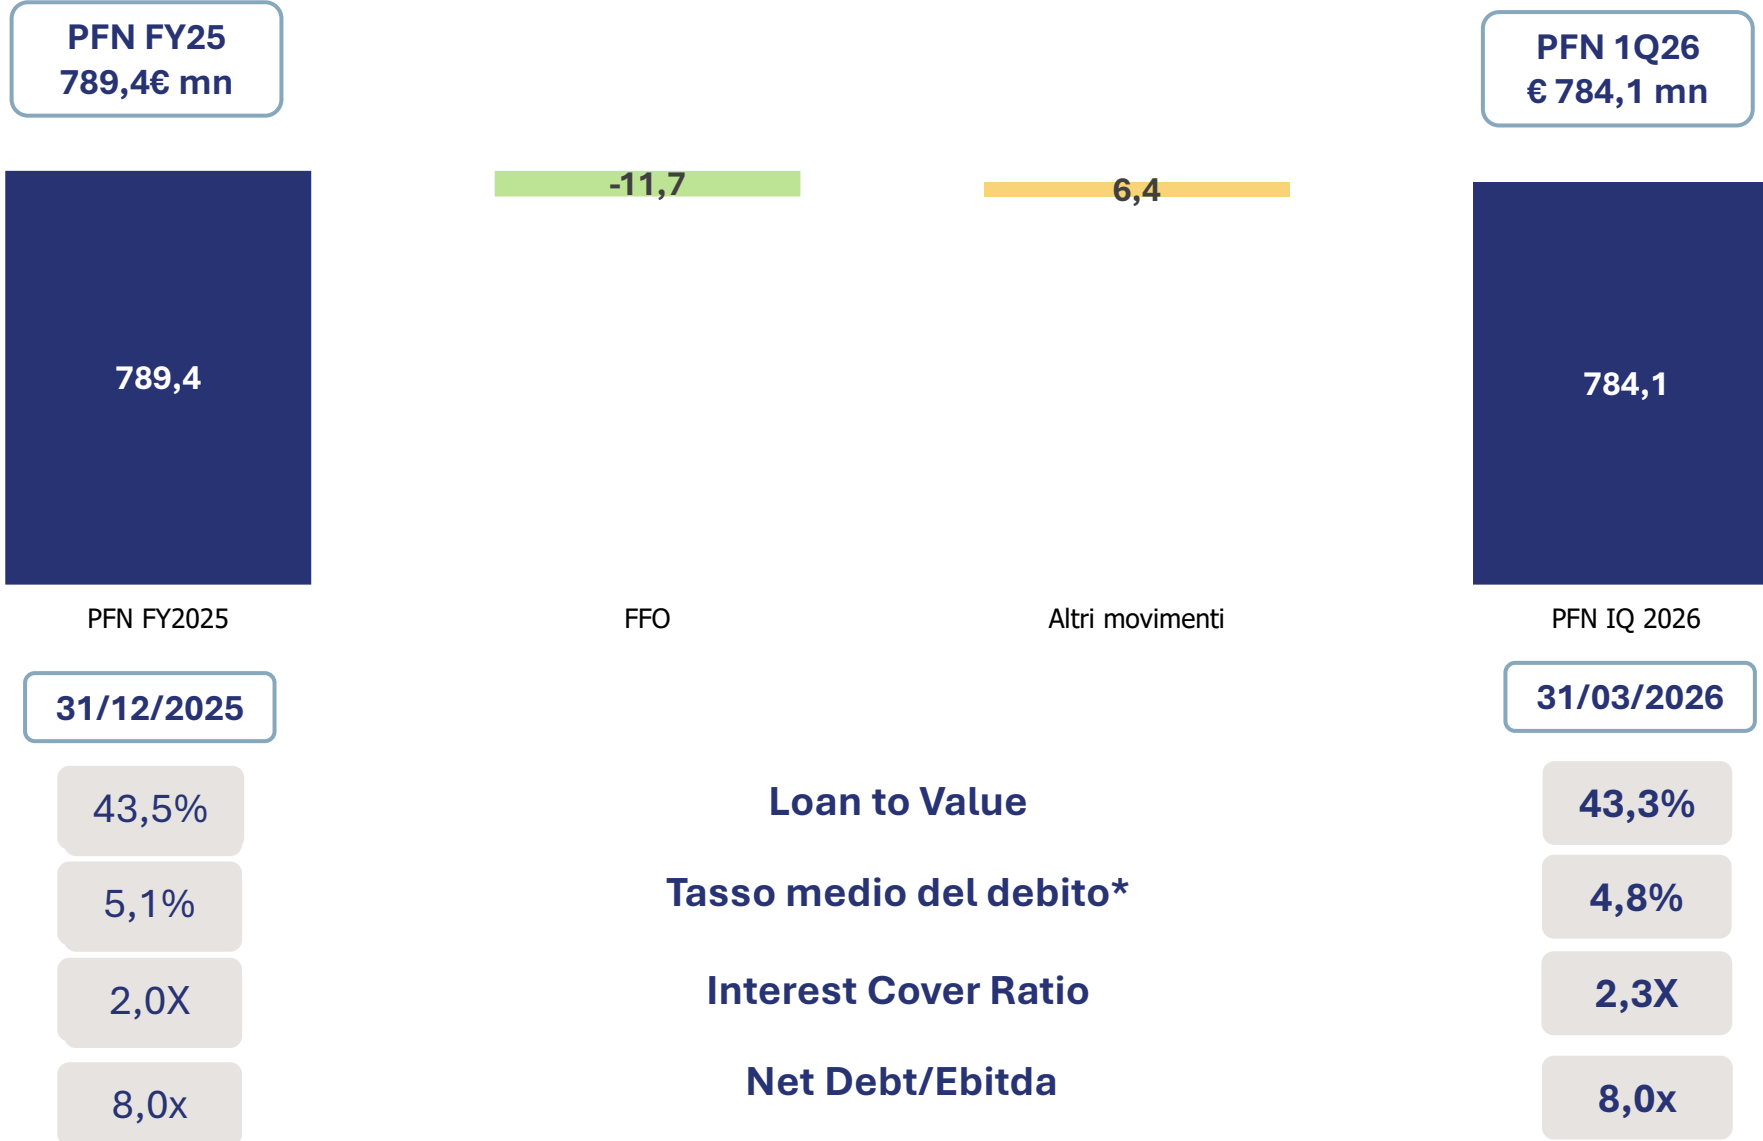 PFN FY25
789,4€ mn
PFN 1Q26
€ 784,1 mn
-11,7
6,4
789,4
784,1
PFN FY2025
FFO
Altri movimenti
PFN IQ 2026
31/12/2025
31/03/2026
43,5%
Loan to Value
43,3%
5,1%
Tasso medio del debito*
4,8%
2,0X
Interest Cover Ratio
2,3X
8,0x
Net Debt/Ebitda
8,0x